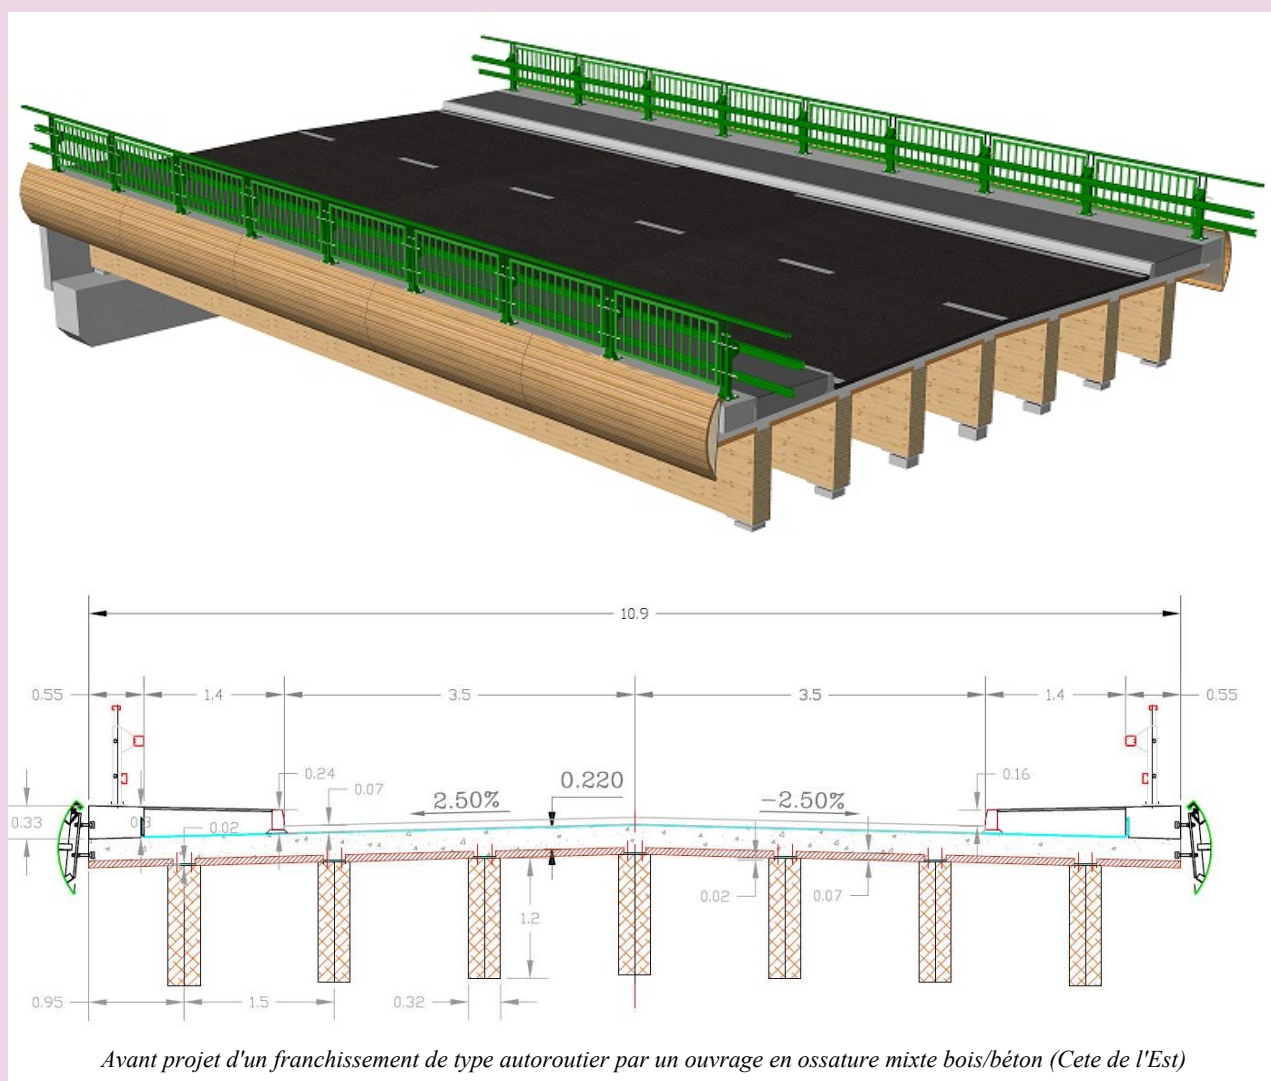 10.9
0.55 1.4 3.5 3.5 1.4 0.55
0.24 0.07 0.220 0.16
2.50% −2.50%
0.33 0.3 0.02
0.02 0.07
1.2
0.95 1.5 0.32
Avant projet d'un franchissement de type autoroutier par un ouvrage en ossature mixte bois/béton (Cete de l'Est)